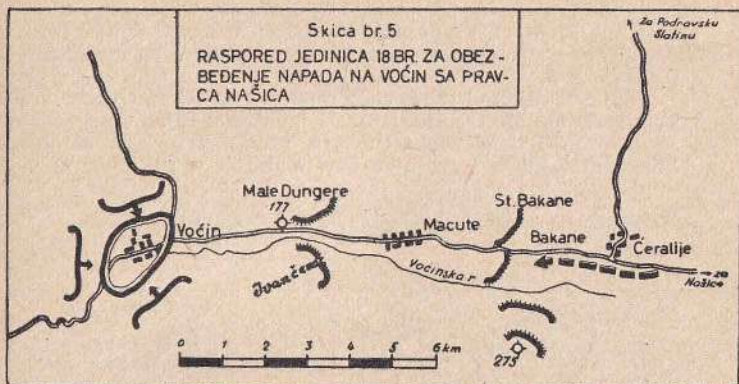 Skica br. 5
RASPORED JEDINICA 18 BR. ZA OBEZ-
BEĐENJE NAPADA NA VOĆIN SA PRAV-
CA NAŠICA
Za Podravsku
Slatinu
Male Dungere
177
St. Bakane
Voćin
Macute
Bakane
Ćeralije
Ivančec
Vocinska r.
za
Našice
0 1 2 3 4 5 6 km
275